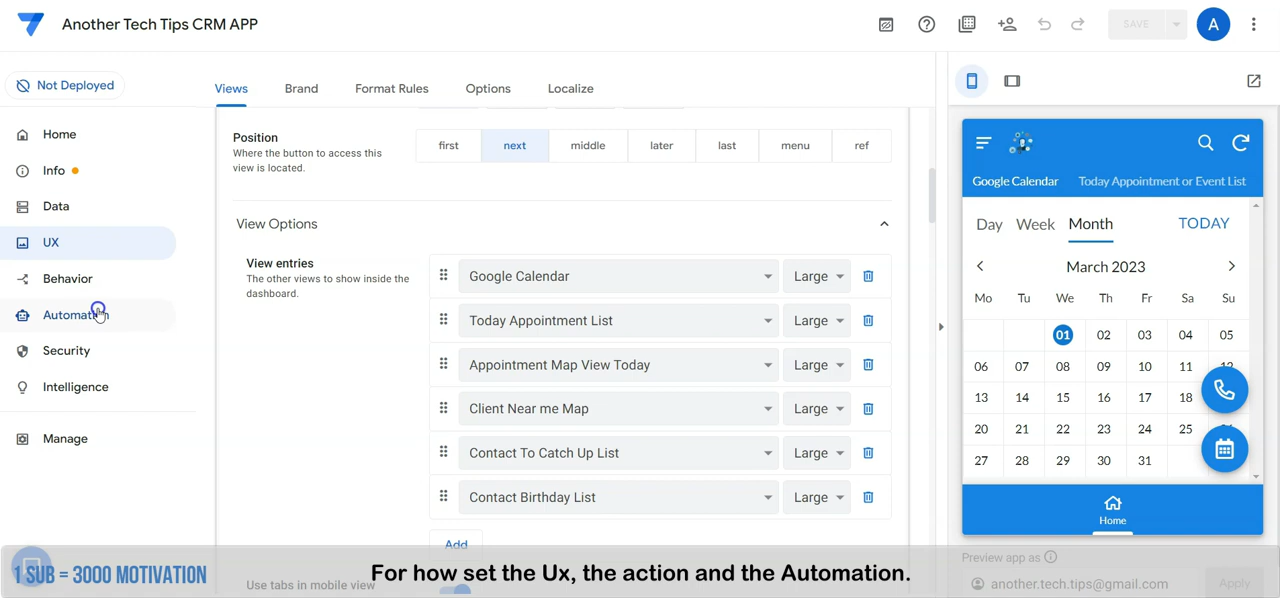 Another Tech Tips CRM APP
SAVE
A
Not Deployed
Views
Brand
Format Rules
Options
Localize
Home
Info
Data
UX
Behavior
Automation
Security
Intelligence
Manage
Position
Where the button to access this
view is located.
first
next
middle
later
last
menu
ref
View Options
View entries
The other views to show inside the
dashboard.
Google Calendar
Large
Today Appointment List
Large
Appointment Map View Today
Large
Client Near me Map
Large
Contact To Catch Up List
Large
Contact Birthday List
Large
Add
Use tabs in mobile view
Google Calendar Today Appointment or Event List
Day Week Month TODAY
March 2023
Mo Tu We Th Fr Sa Su
01 02 03 04 05
06 07 08 09 10 11 12
13 14 15 16 17 18
20 21 22 23 24 25
27 28 29 30 31
Home
Preview app as
another.tech.tips@gmail.com
Apply
1 SUB = 3000 MOTIVATION
For how set the Ux, the action and the Automation.